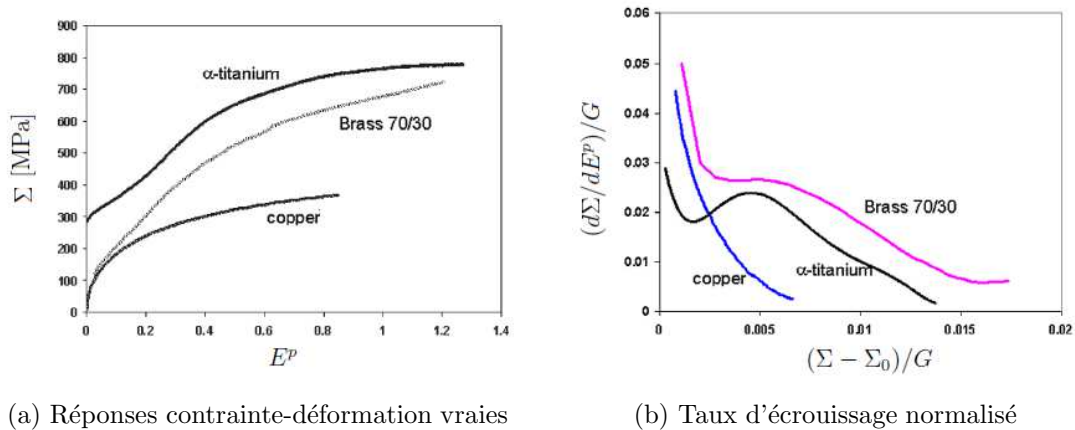 900
800
700
600
500
400
300
200
100
0
Σ [MPa]
α-titanium
Brass 70/30
copper
0 0.2 0.4 0.6 0.8 1 1.2 1.4
E^p
(a) Réponses contrainte-déformation vraies
0.06
0.05
0.04
0.03
0.02
0.01
0
(dΣ/dE^p)/G
Brass 70/30
α-titanium
copper
0 0.005 0.01 0.015 0.02
(Σ − Σ₀)/G
(b) Taux d'écrouissage normalisé